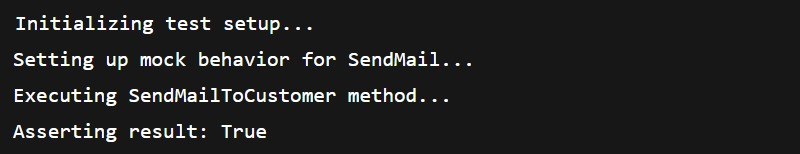 Initializing test setup...
Setting up mock behavior for SendMail...
Executing SendMailToCustomer method...
Asserting result: True